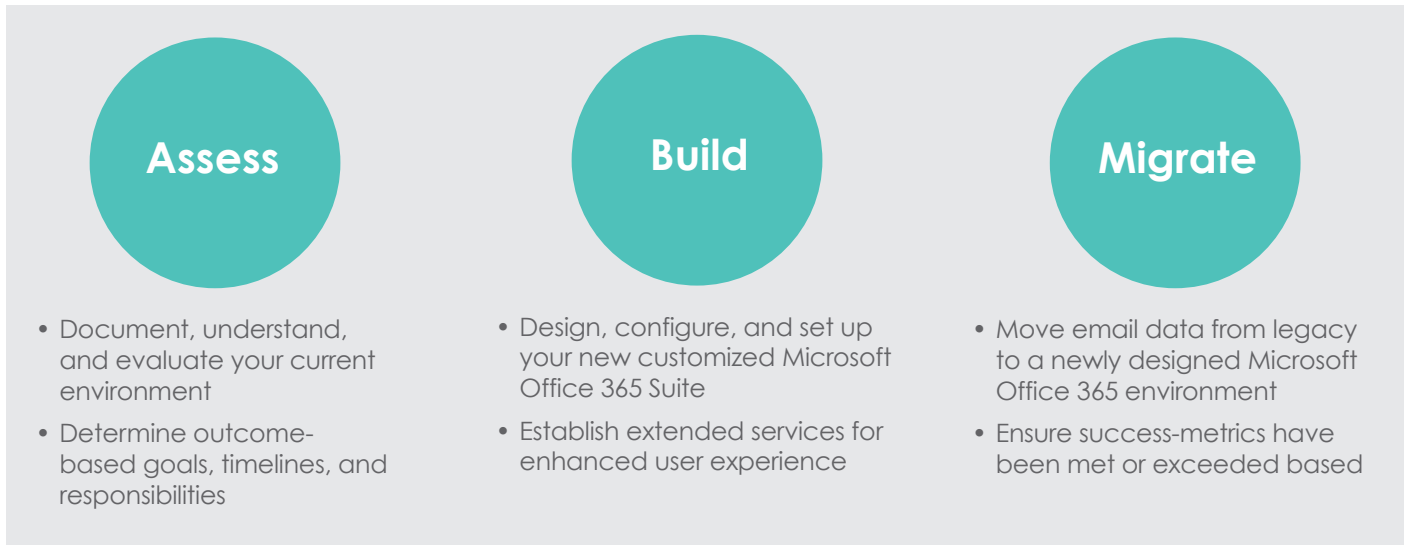 Assess
• Document, understand,
and evaluate your current
environment
• Determine outcome-
based goals, timelines, and
responsibilities
Build
• Design, configure, and set up
your new customized Microsoft
Office 365 Suite
• Establish extended services for
enhanced user experience
Migrate
• Move email data from legacy
to a newly designed Microsoft
Office 365 environment
• Ensure success-metrics have
been met or exceeded based